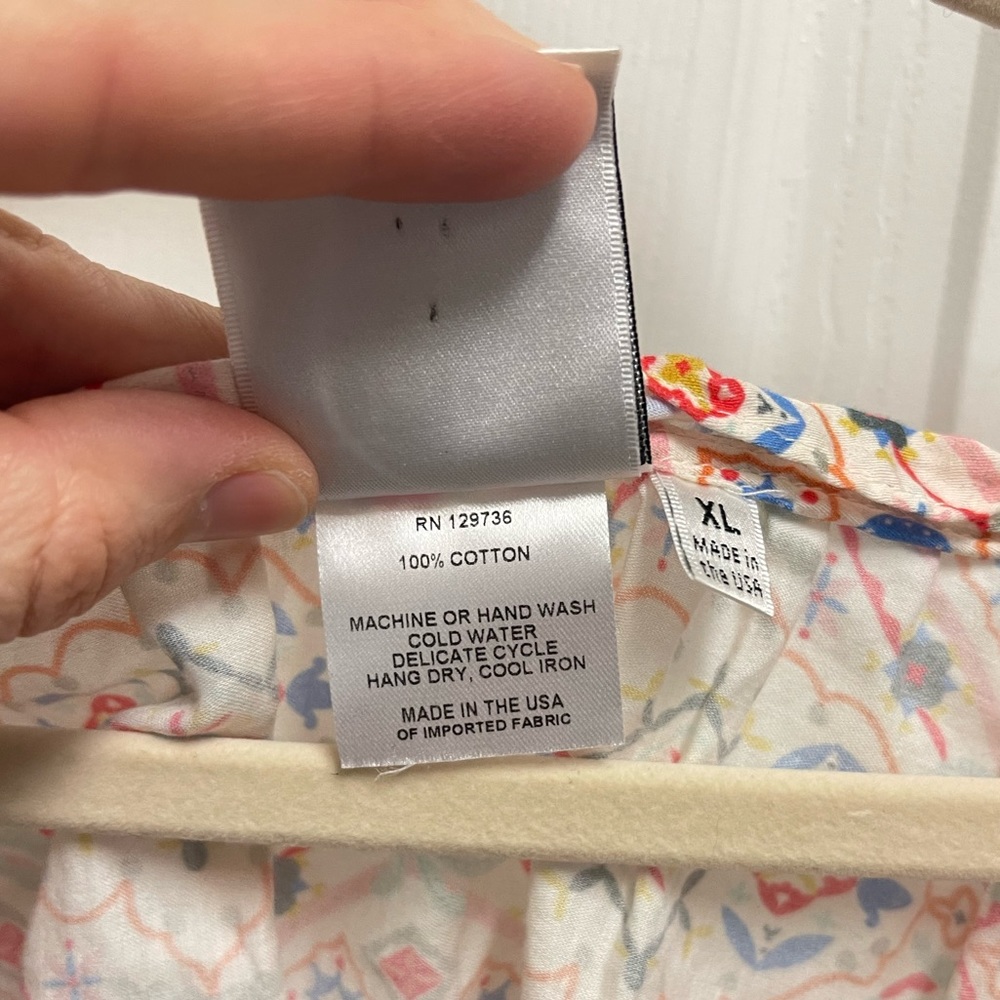 RN 129736
100% COTTON
MACHINE OR HAND WASH
COLD WATER
DELICATE CYCLE
HANG DRY, COOL IRON
MADE IN THE USA
OF IMPORTED FABRIC
XL
MADE in
the USA